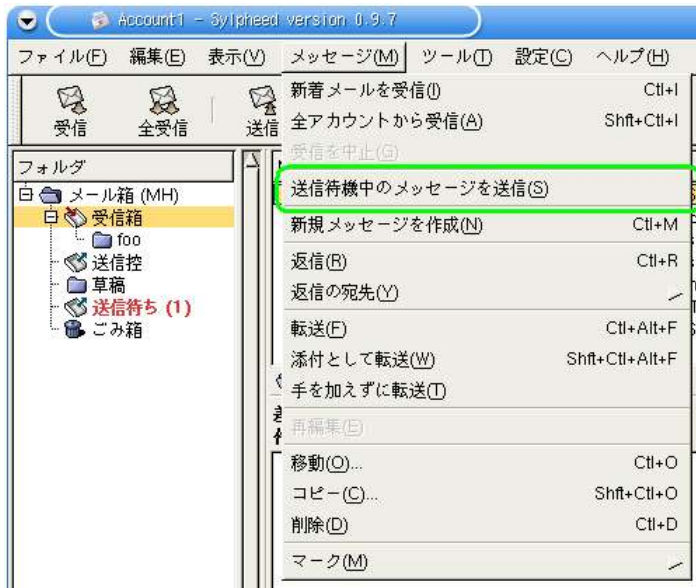 Account1 - Sylpheed version 0.9.7
ファイル(F) 編集(E) 表示(V) メッセージ(M) ツール(T) 設定(C) ヘルプ(H)
受信 全受信 送信
フォルダ
メール箱 (MH)
受信箱
foo
送信控
草稿
送信待ち (1)
ごみ箱
新着メールを受信(I) Ctl+I
全アカウントから受信(A) Shft+Ctl+I
受信を中止(G)
送信待機中のメッセージを送信(S)
新規メッセージを作成(N) Ctl+M
返信(R) Ctl+R
返信の宛先(Y)
転送(F) Ctl+Alt+F
添付として転送(W) Shft+Ctl+Alt+F
手を加えずに転送(T)
再編集(E)
移動(O)... Ctl+O
コピー(C)... Shft+Ctl+O
削除(D) Ctl+D
マーク(M)